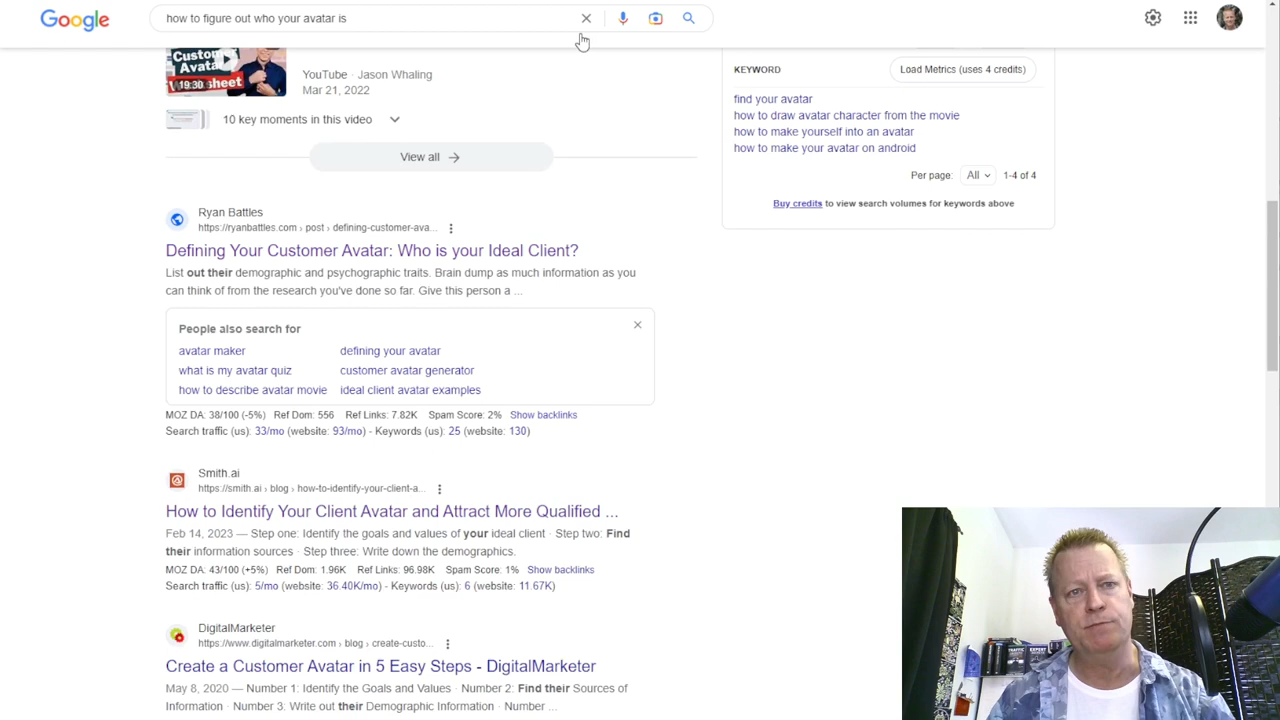 Google
how to figure out who your avatar is
Customer
Avatar
Worksheet
19:30
YouTube · Jason Whaling
Mar 21, 2022
10 key moments in this video
View all
Ryan Battles
https://ryanbattles.com › post › defining-customer-ava...
Defining Your Customer Avatar: Who is your Ideal Client?
List out their demographic and psychographic traits. Brain dump as much information as you
can think of from the research you've done so far. Give this person a ...
People also search for
avatar maker
defining your avatar
what is my avatar quiz
customer avatar generator
how to describe avatar movie
ideal client avatar examples
MOZ DA: 38/100 (-5%) Ref Dom: 556 Ref Links: 7.82K Spam Score: 2% Show backlinks
Search traffic (us): 33/mo (website: 93/mo) - Keywords (us): 25 (website: 130)
Smith.ai
https://smith.ai › blog › how-to-identify-your-client-a...
How to Identify Your Client Avatar and Attract More Qualified ...
Feb 14, 2023 — Step one: Identify the goals and values of your ideal client · Step two: Find
their information sources · Step three: Write down the demographics.
MOZ DA: 43/100 (+5%) Ref Dom: 1.96K Ref Links: 96.98K Spam Score: 1% Show backlinks
Search traffic (us): 5/mo (website: 36.40K/mo) - Keywords (us): 6 (website: 11.67K)
DigitalMarketer
https://www.digitalmarketer.com › blog › create-custo...
Create a Customer Avatar in 5 Easy Steps - DigitalMarketer
May 8, 2020 — Number 1: Identify the Goals and Values · Number 2: Find their Sources of
Information · Number 3: Write out their Demographic Information · Number ...
KEYWORD
Load Metrics (uses 4 credits)
find your avatar
how to draw avatar character from the movie
how to make yourself into an avatar
how to make your avatar on android
Per page: All 1-4 of 4
Buy credits to view search volumes for keywords above
TRAFFIC
EXPERT